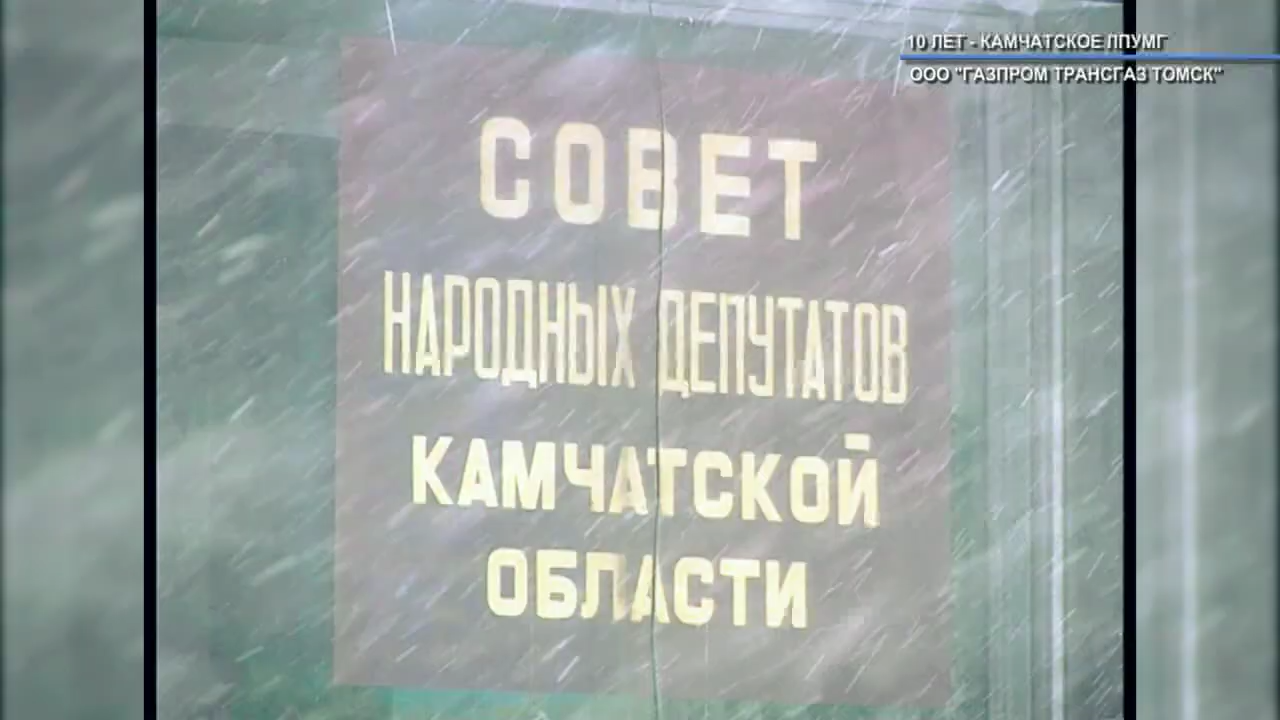 10 ЛЕТ - КАМЧАТСКОЕ ЛПУМГ
ООО "ГАЗПРОМ ТРАНСГАЗ ТОМСК"
СОВЕТ
НАРОДНЫХ ДЕПУТАТОВ
КАМЧАТСКОЙ
ОБЛАСТИ